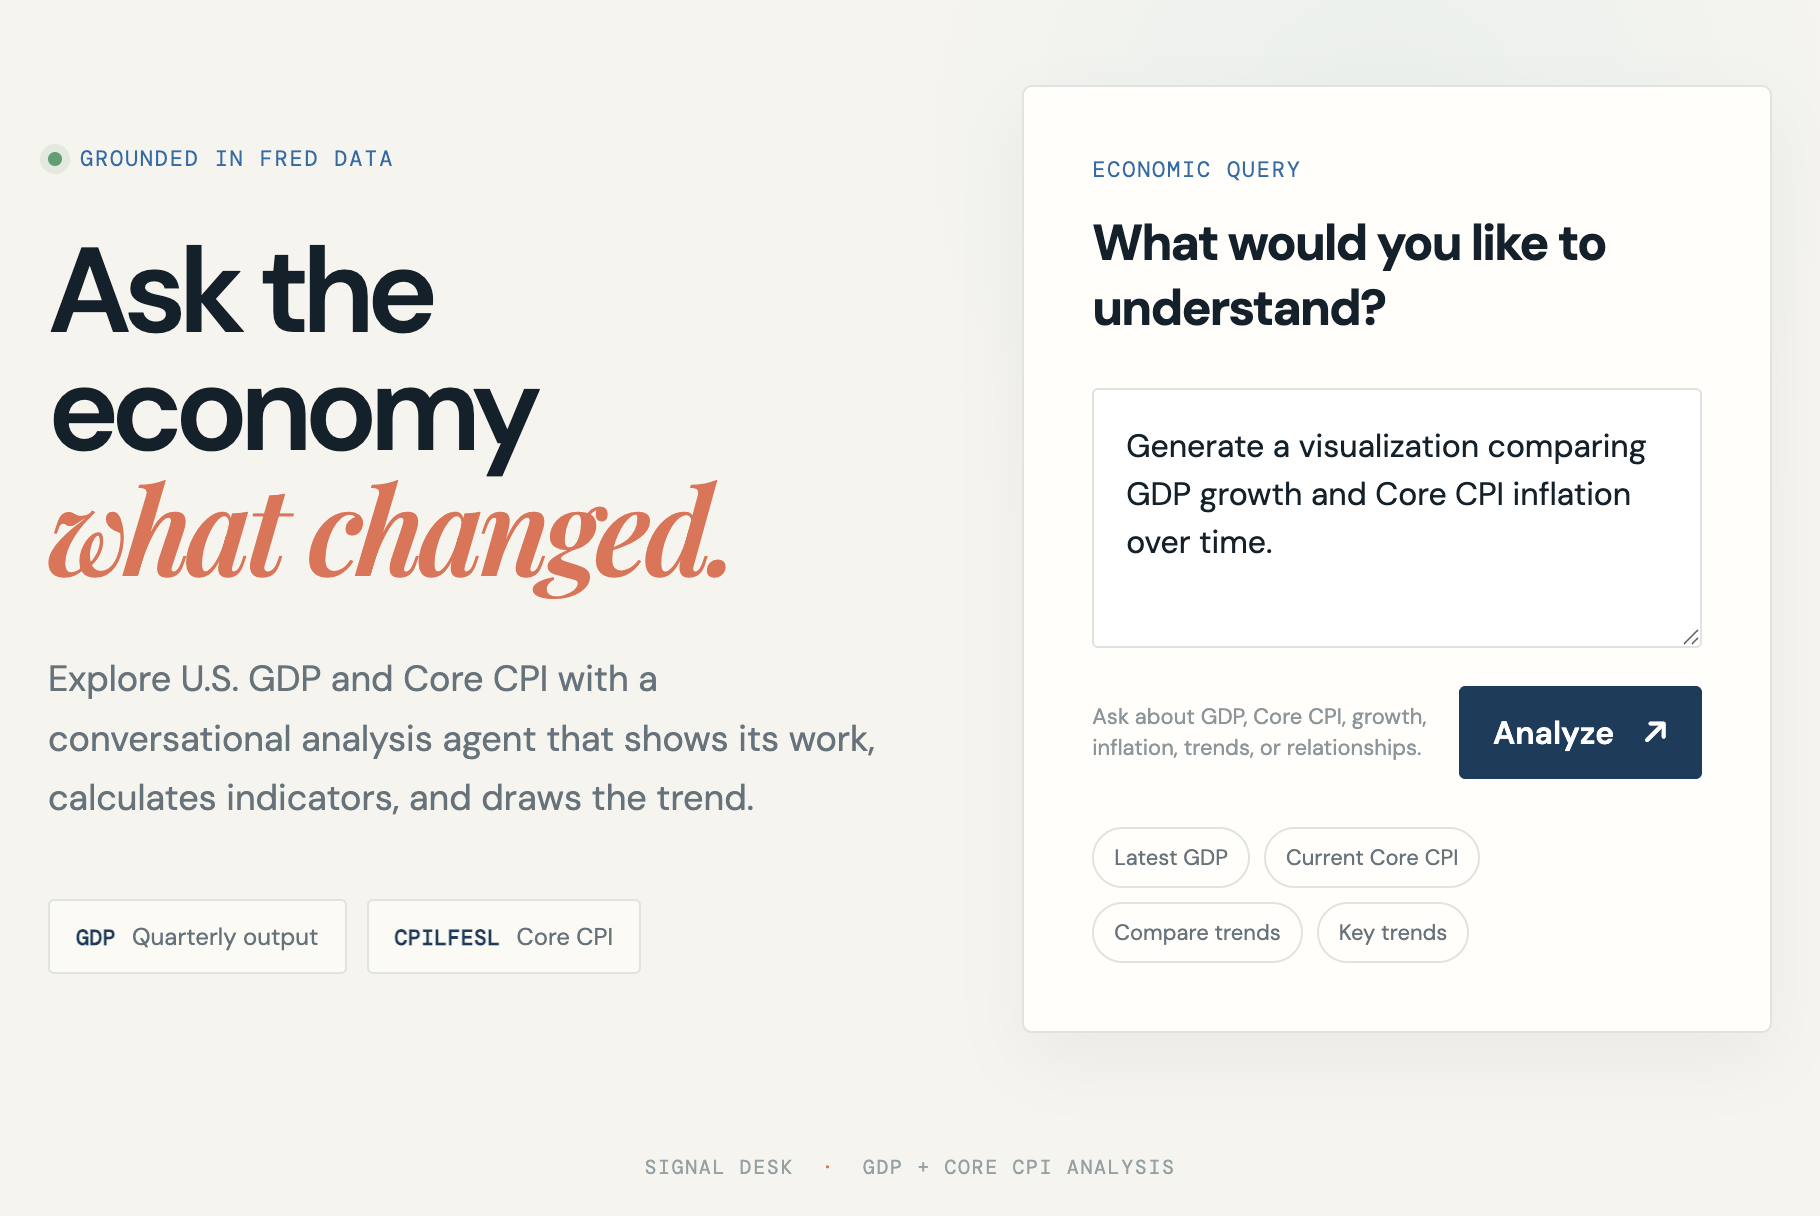 GROUNDED IN FRED DATA
Ask the
economy
what changed.
Explore U.S. GDP and Core CPI with a
conversational analysis agent that shows its work,
calculates indicators, and draws the trend.
GDP Quarterly output
CPILFESL Core CPI
ECONOMIC QUERY
What would you like to
understand?
Generate a visualization comparing
GDP growth and Core CPI inflation
over time.
Ask about GDP, Core CPI, growth,
inflation, trends, or relationships.
Analyze
Latest GDP
Current Core CPI
Compare trends
Key trends
SIGNAL DESK · GDP + CORE CPI ANALYSIS